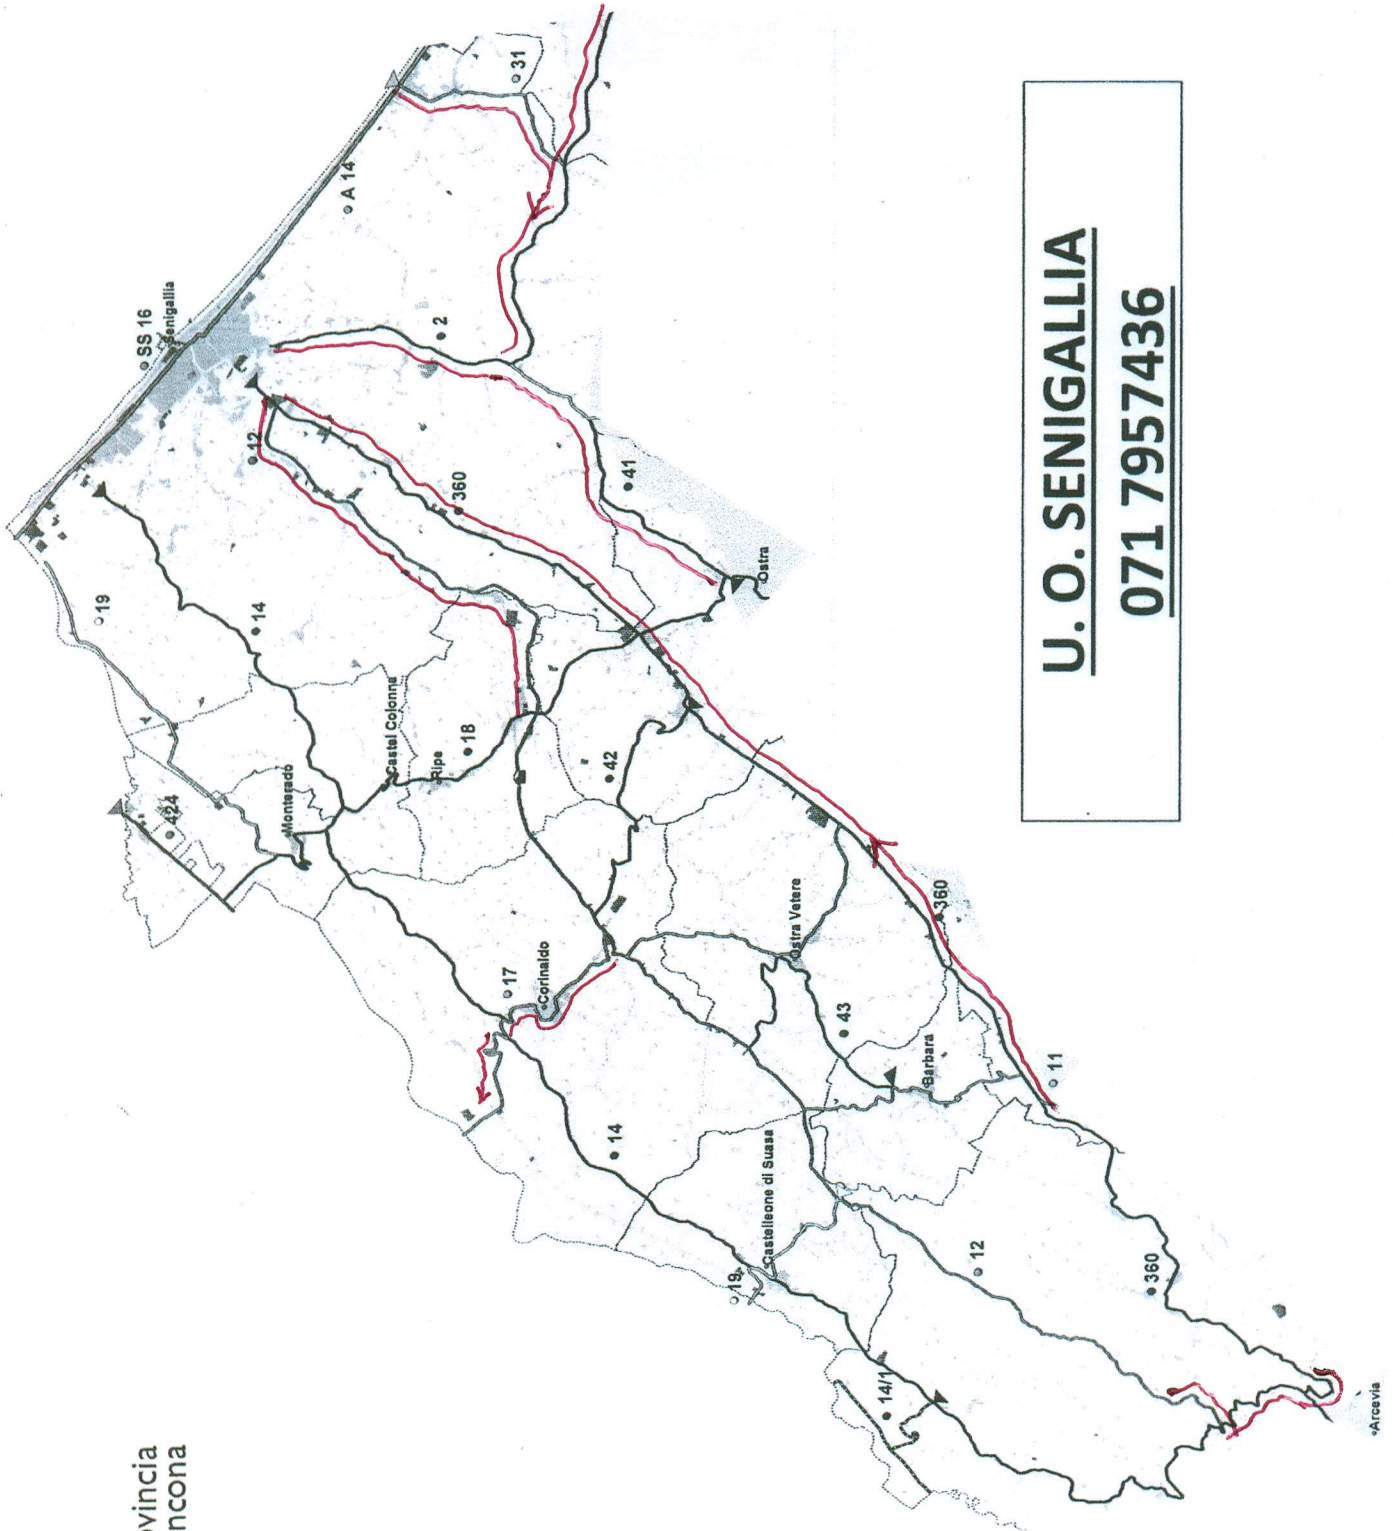 ovincia
ncona
U. O. SENIGALLIA
071 7957436
31
A 14
SS 16
Senigallia
2
12
41
360
Ostra
19
14
Castel Colonna
Ripe
18
42
Monterado
424
Ostra Vetere
360
17
Corinaldo
43
Barbara
11
14
Castelleone di Suasa
19
12
360
14/1
Arcevia